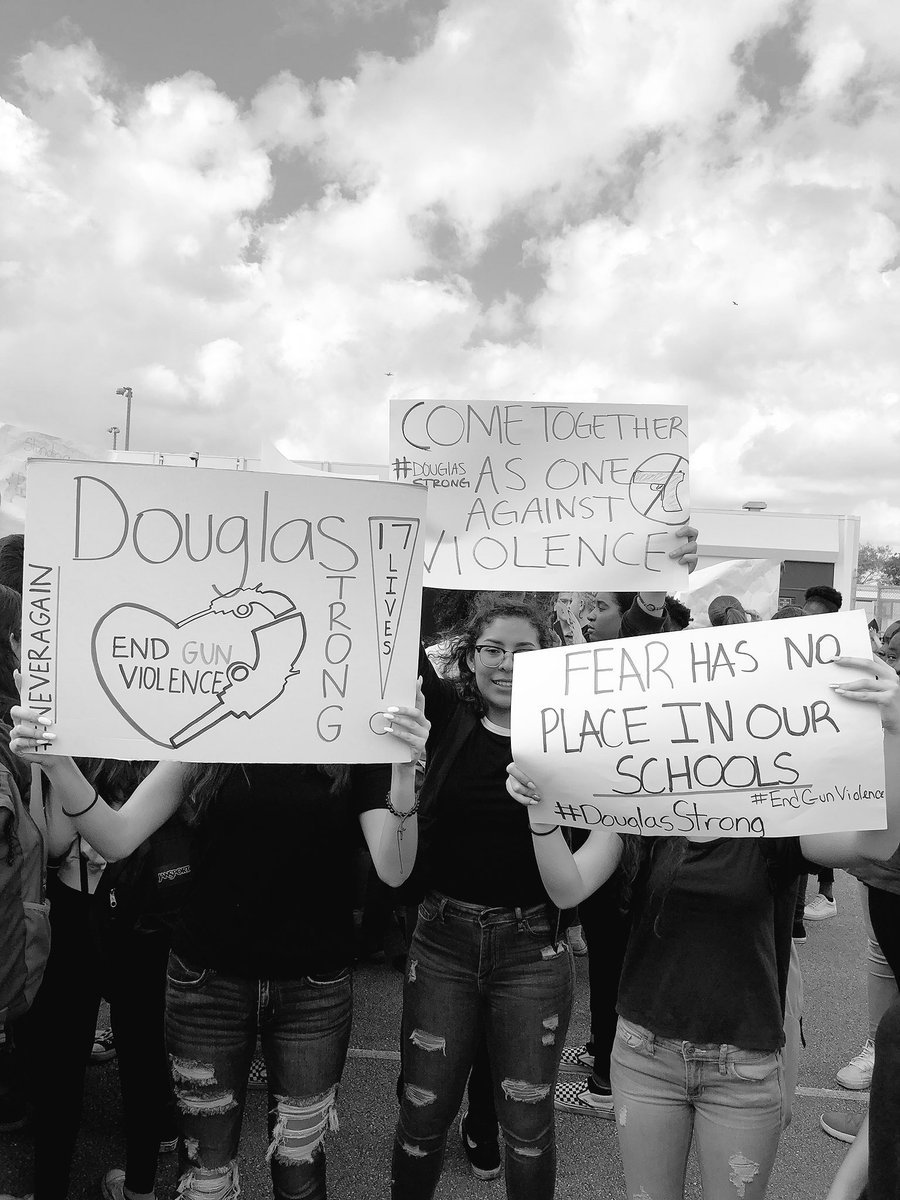 COME TOGETHER
#DOUGLAS
STRONG
AS ONE
AGAINST
VIOLENCE
#NEVERAGAIN
DouglaS
TRONG
17
LIVES
END GUN
VIOLENCE
FEAR HAS NO
PLACE IN OUR
SCHOOLS
#EndGunViolence
#DouglasStrong
JANSPORT